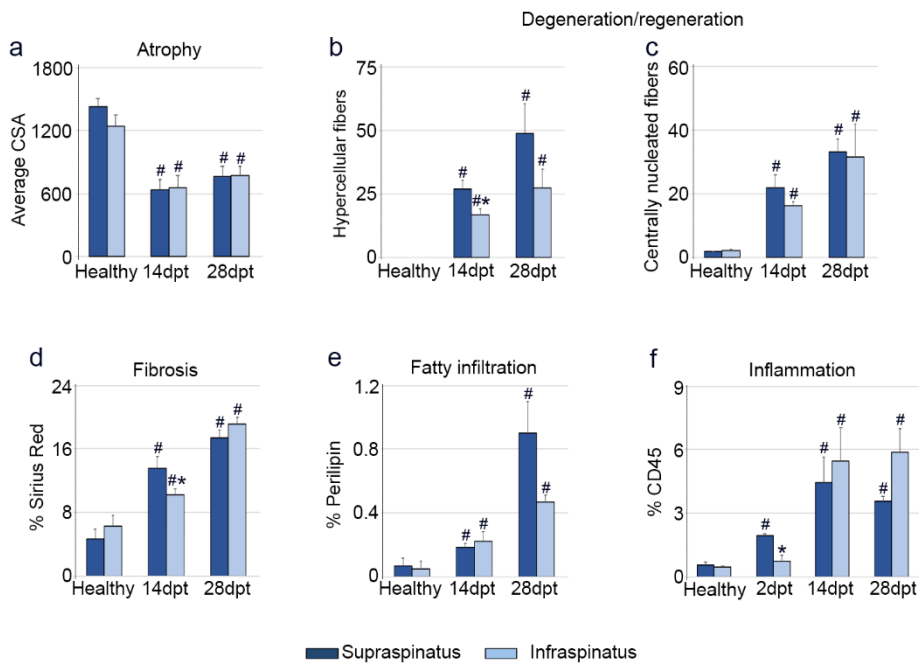 Degeneration/regeneration
a
Atrophy
1800
1200
600
0
Average CSA
# # # #
Healthy 14dpt 28dpt
b
75
50
25
0
Hypercellular fibers
# #* # #
Healthy 14dpt 28dpt
c
60
40
20
0
Centrally nucleated fibers
# # # #
Healthy 14dpt 28dpt
d
Fibrosis
24
16
8
0
% Sirius Red
# #* # #
Healthy 14dpt 28dpt
e
Fatty infiltration
1.2
0.8
0.4
0
% Perilipin
# # # #
Healthy 14dpt 28dpt
f
Inflammation
9
6
3
0
% CD45
# * # # # #
Healthy 2dpt 14dpt 28dpt
Supraspinatus Infraspinatus